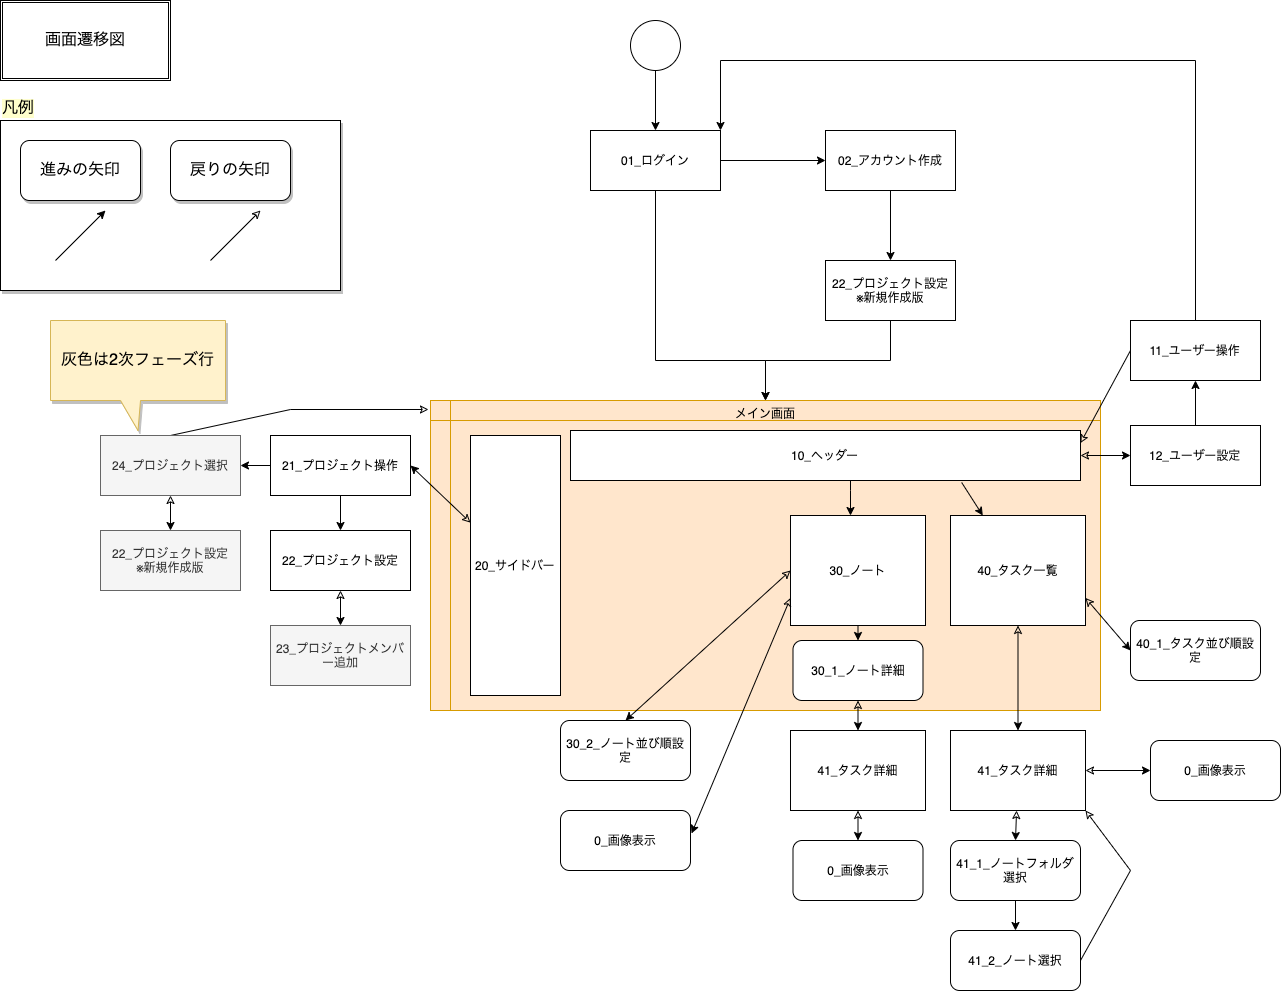 画面遷移図
凡例
進みの矢印
戻りの矢印
01_ログイン
02_アカウント作成
22_プロジェクト設定
※新規作成版
灰色は2次フェーズ行
11_ユーザー操作
メイン画面
24_プロジェクト選択
21_プロジェクト操作
10_ヘッダー
12_ユーザー設定
22_プロジェクト設定
※新規作成版
22_プロジェクト設定
20_サイドバー
30_ノート
40_タスク一覧
23_プロジェクトメンバ
ー追加
30_1_ノート詳細
40_1_タスク並び順設
定
30_2_ノート並び順設
定
41_タスク詳細
41_タスク詳細
0_画像表示
0_画像表示
0_画像表示
41_1_ノートフォルダ
選択
41_2_ノート選択